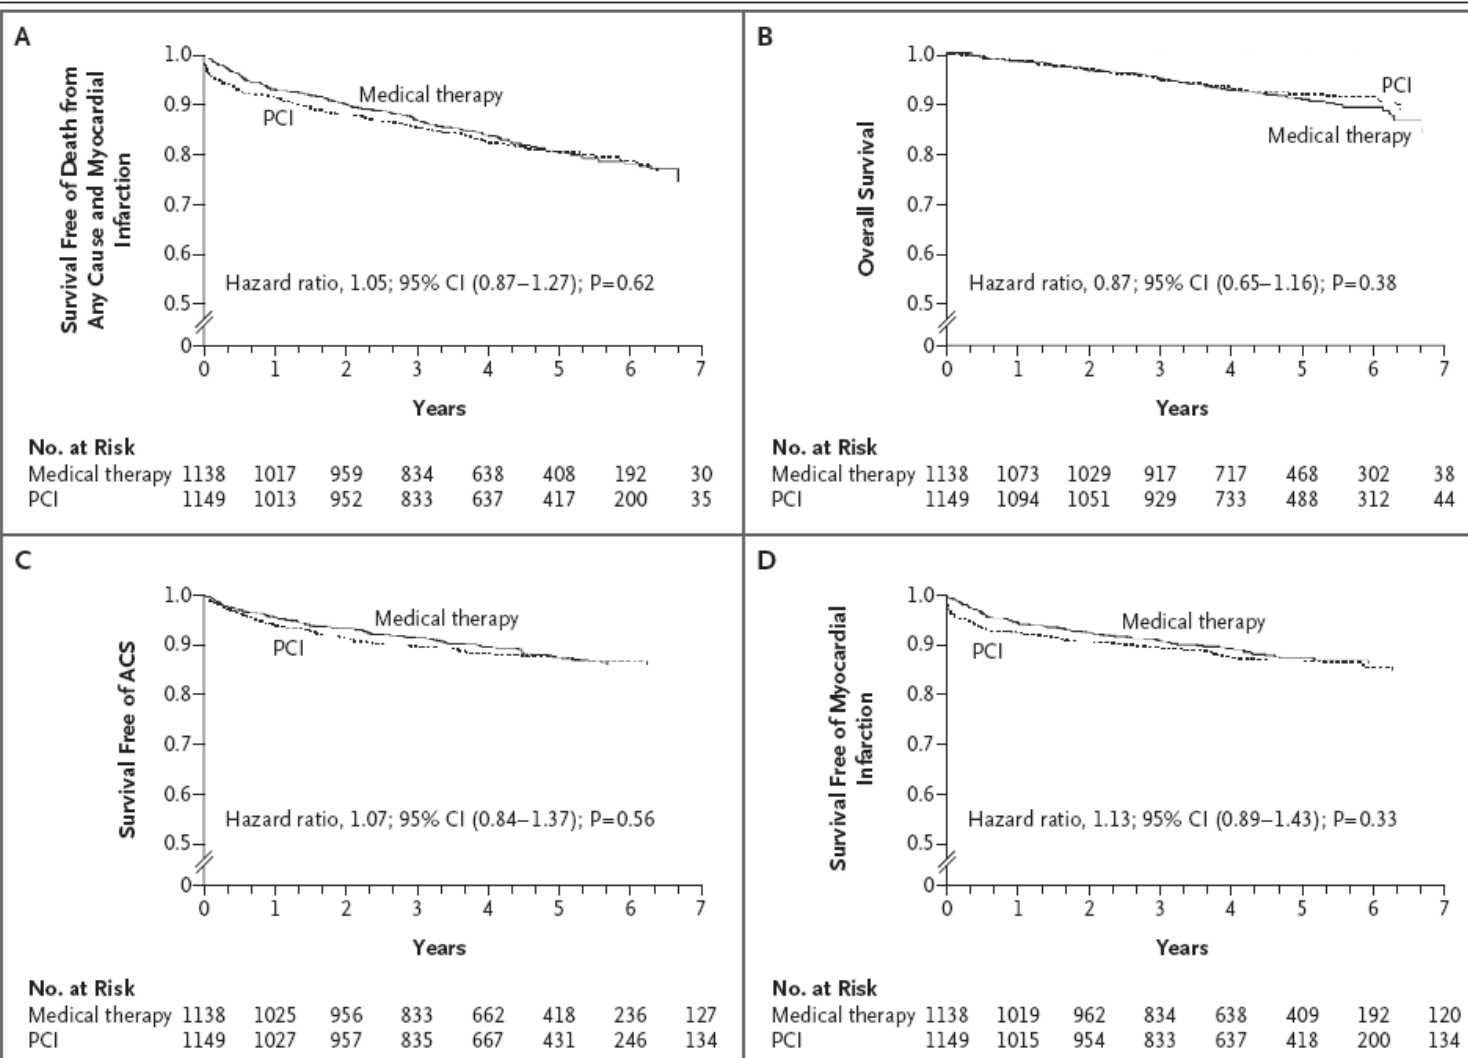 A
Survival Free of Death from
Any Cause and Myocardial
Infarction
1.0
0.9
0.8
0.7
0.6
0.5
0
Medical therapy
PCI
Hazard ratio, 1.05; 95% CI (0.87–1.27); P=0.62
0 1 2 3 4 5 6 7
Years
No. at Risk
Medical therapy 1138 1017 959 834 638 408 192 30
PCI 1149 1013 952 833 637 417 200 35
B
Overall Survival
1.0
0.9
0.8
0.7
0.6
0.5
0
PCI
Medical therapy
Hazard ratio, 0.87; 95% CI (0.65–1.16); P=0.38
0 1 2 3 4 5 6 7
Years
No. at Risk
Medical therapy 1138 1073 1029 917 717 468 302 38
PCI 1149 1094 1051 929 733 488 312 44
C
Survival Free of ACS
1.0
0.9
0.8
0.7
0.6
0.5
0
Medical therapy
PCI
Hazard ratio, 1.07; 95% CI (0.84–1.37); P=0.56
0 1 2 3 4 5 6 7
Years
No. at Risk
Medical therapy 1138 1025 956 833 662 418 236 127
PCI 1149 1027 957 835 667 431 246 134
D
Survival Free of Myocardial
Infarction
1.0
0.9
0.8
0.7
0.6
0.5
0
Medical therapy
PCI
Hazard ratio, 1.13; 95% CI (0.89–1.43); P=0.33
0 1 2 3 4 5 6 7
Years
No. at Risk
Medical therapy 1138 1019 962 834 638 409 192 120
PCI 1149 1015 954 833 637 418 200 134